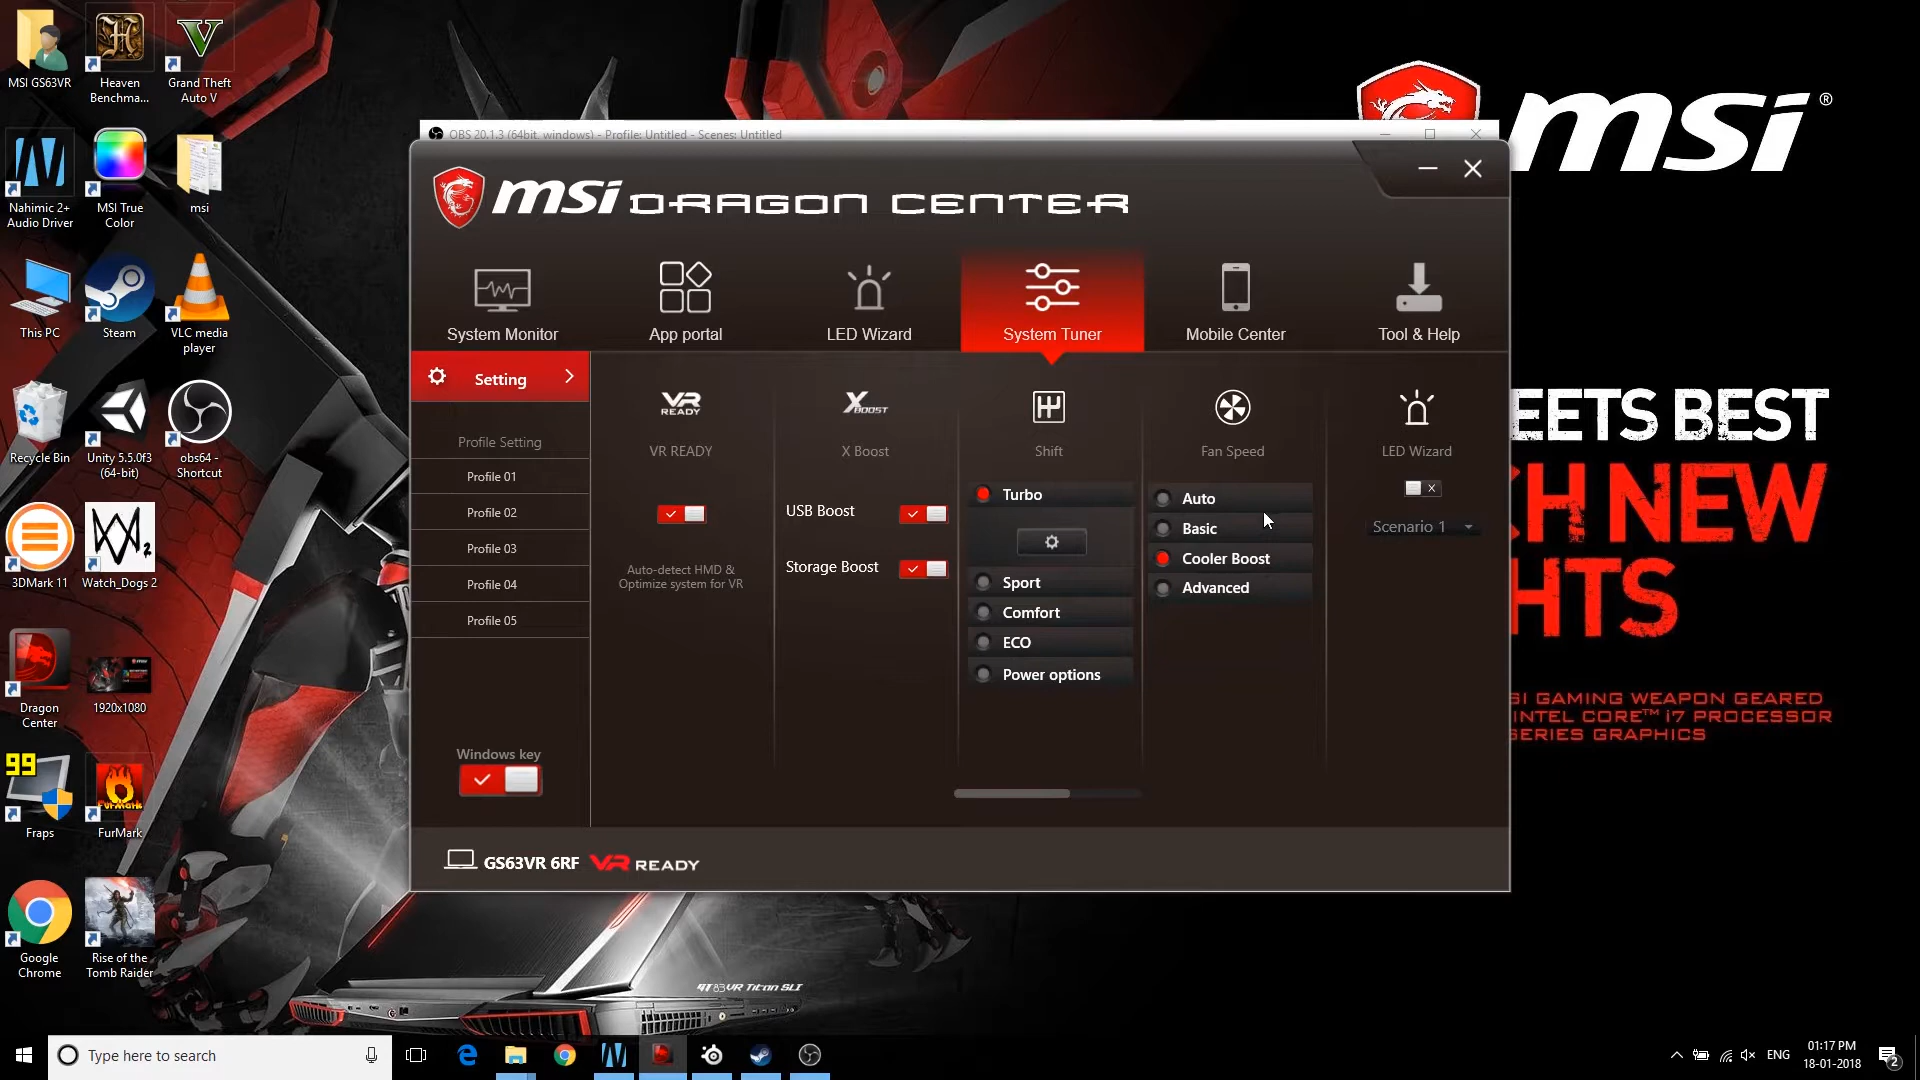 MSI GS63VR
Heaven
Benchma...
Grand Theft
Auto V
Nahimic 2+
Audio Driver
MSI True
Color
msi
This PC
Steam
VLC media
player
Recycle Bin
Unity 5.5.0f3
(64-bit)
obs64 -
Shortcut
3DMark 11
Watch_Dogs 2
Dragon
Center
1920x1080
99
Fraps
FurMark
Google
Chrome
Rise of the
Tomb Raider
OBS 20.1.3 (64bit, windows) - Profile: Untitled - Scenes: Untitled
msi DRAGON CENTER
System Monitor
App portal
LED Wizard
System Tuner
Mobile Center
Tool & Help
Setting
Profile Setting
Profile 01
Profile 02
Profile 03
Profile 04
Profile 05
Windows key
VR READY
VR READY
Auto-detect HMD &
Optimize system for VR
X BOOST
X Boost
USB Boost
Storage Boost
Shift
Turbo
Sport
Comfort
ECO
Power options
Fan Speed
Auto
Basic
Cooler Boost
Advanced
LED Wizard
Scenario 1
GS63VR 6RF VR READY
msi®
EETS BEST
CH NEW
HTS
SI GAMING WEAPON GEARED
INTEL CORE™ i7 PROCESSOR
SERIES GRAPHICS
GT83VR Titan SLI
Type here to search
ENG
01:17 PM
18-01-2018
2